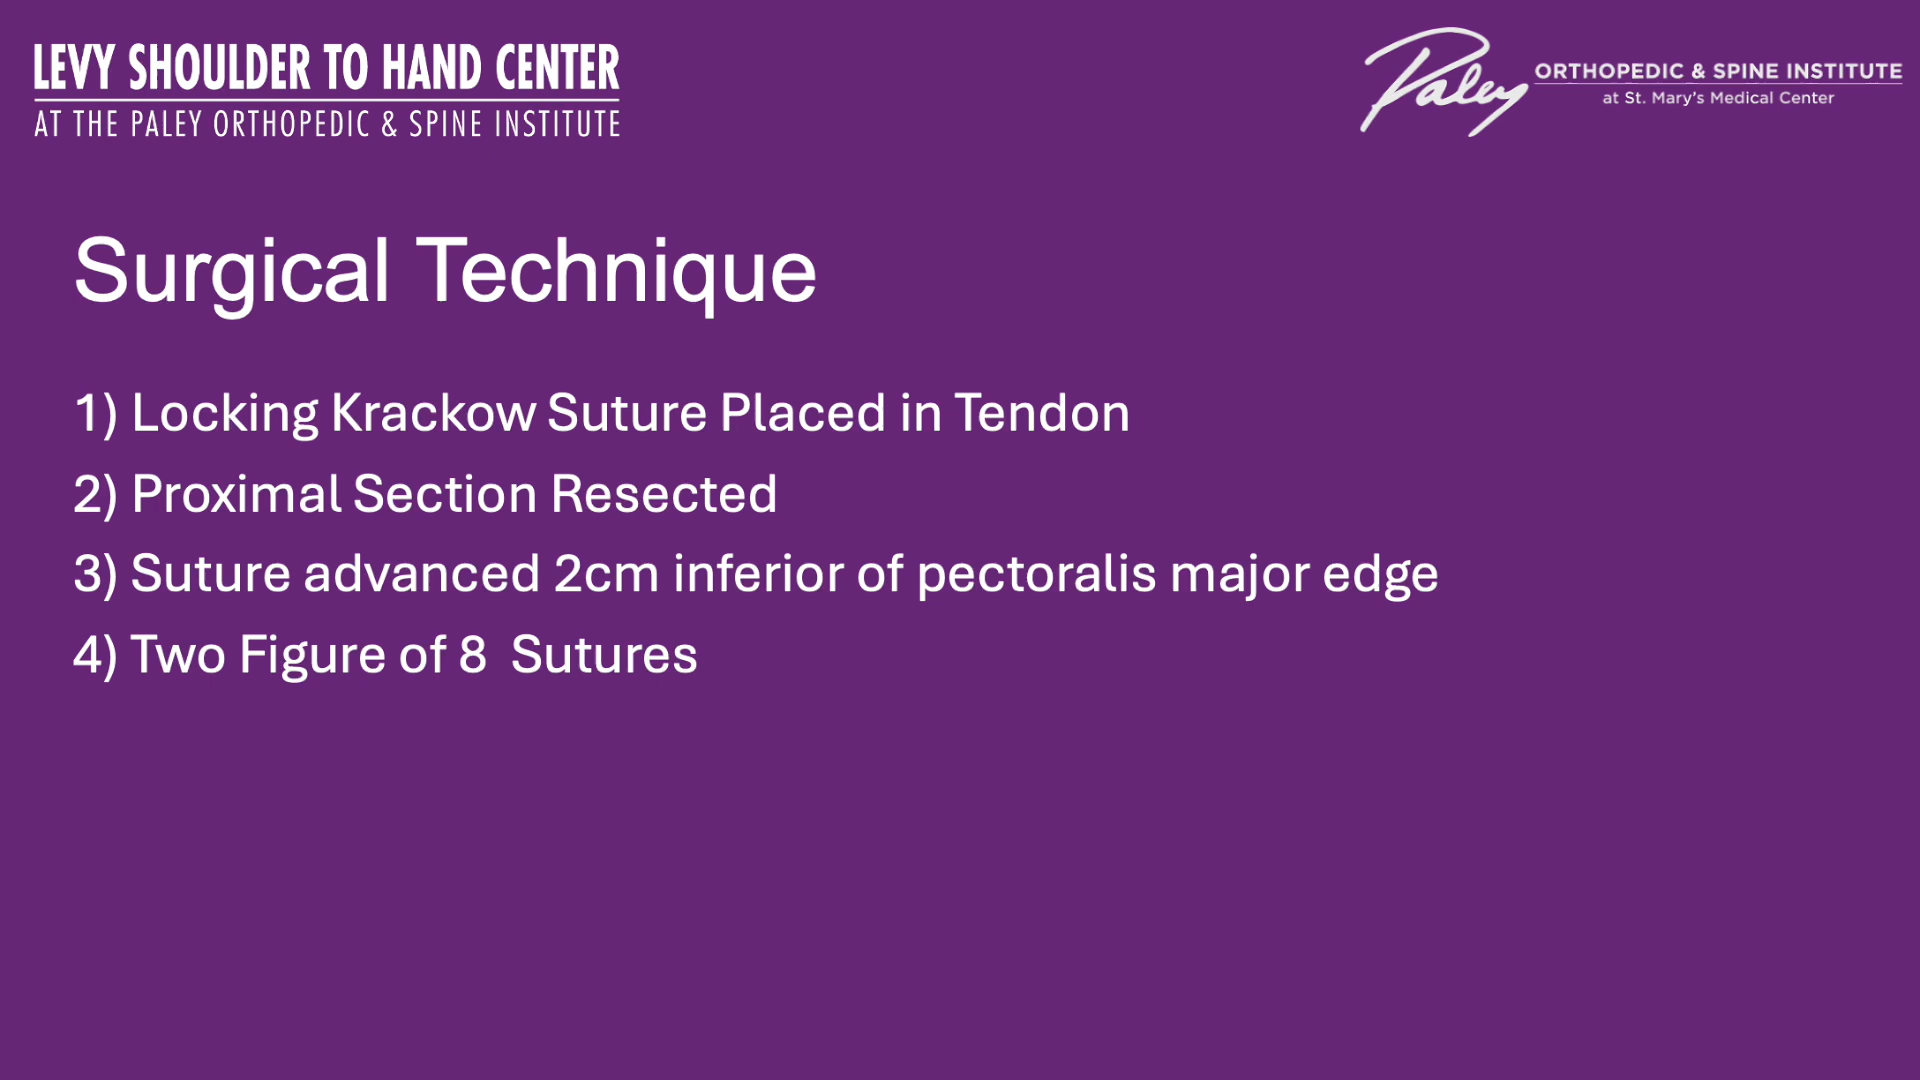 LEVY SHOULDER TO HAND CENTER
AT THE PALEY ORTHOPEDIC & SPINE INSTITUTE
Paley
ORTHOPEDIC & SPINE INSTITUTE
at St. Mary's Medical Center
Surgical Technique
1) Locking Krackow Suture Placed in Tendon
2) Proximal Section Resected
3) Suture advanced 2cm inferior of pectoralis major edge
4) Two Figure of 8  Sutures